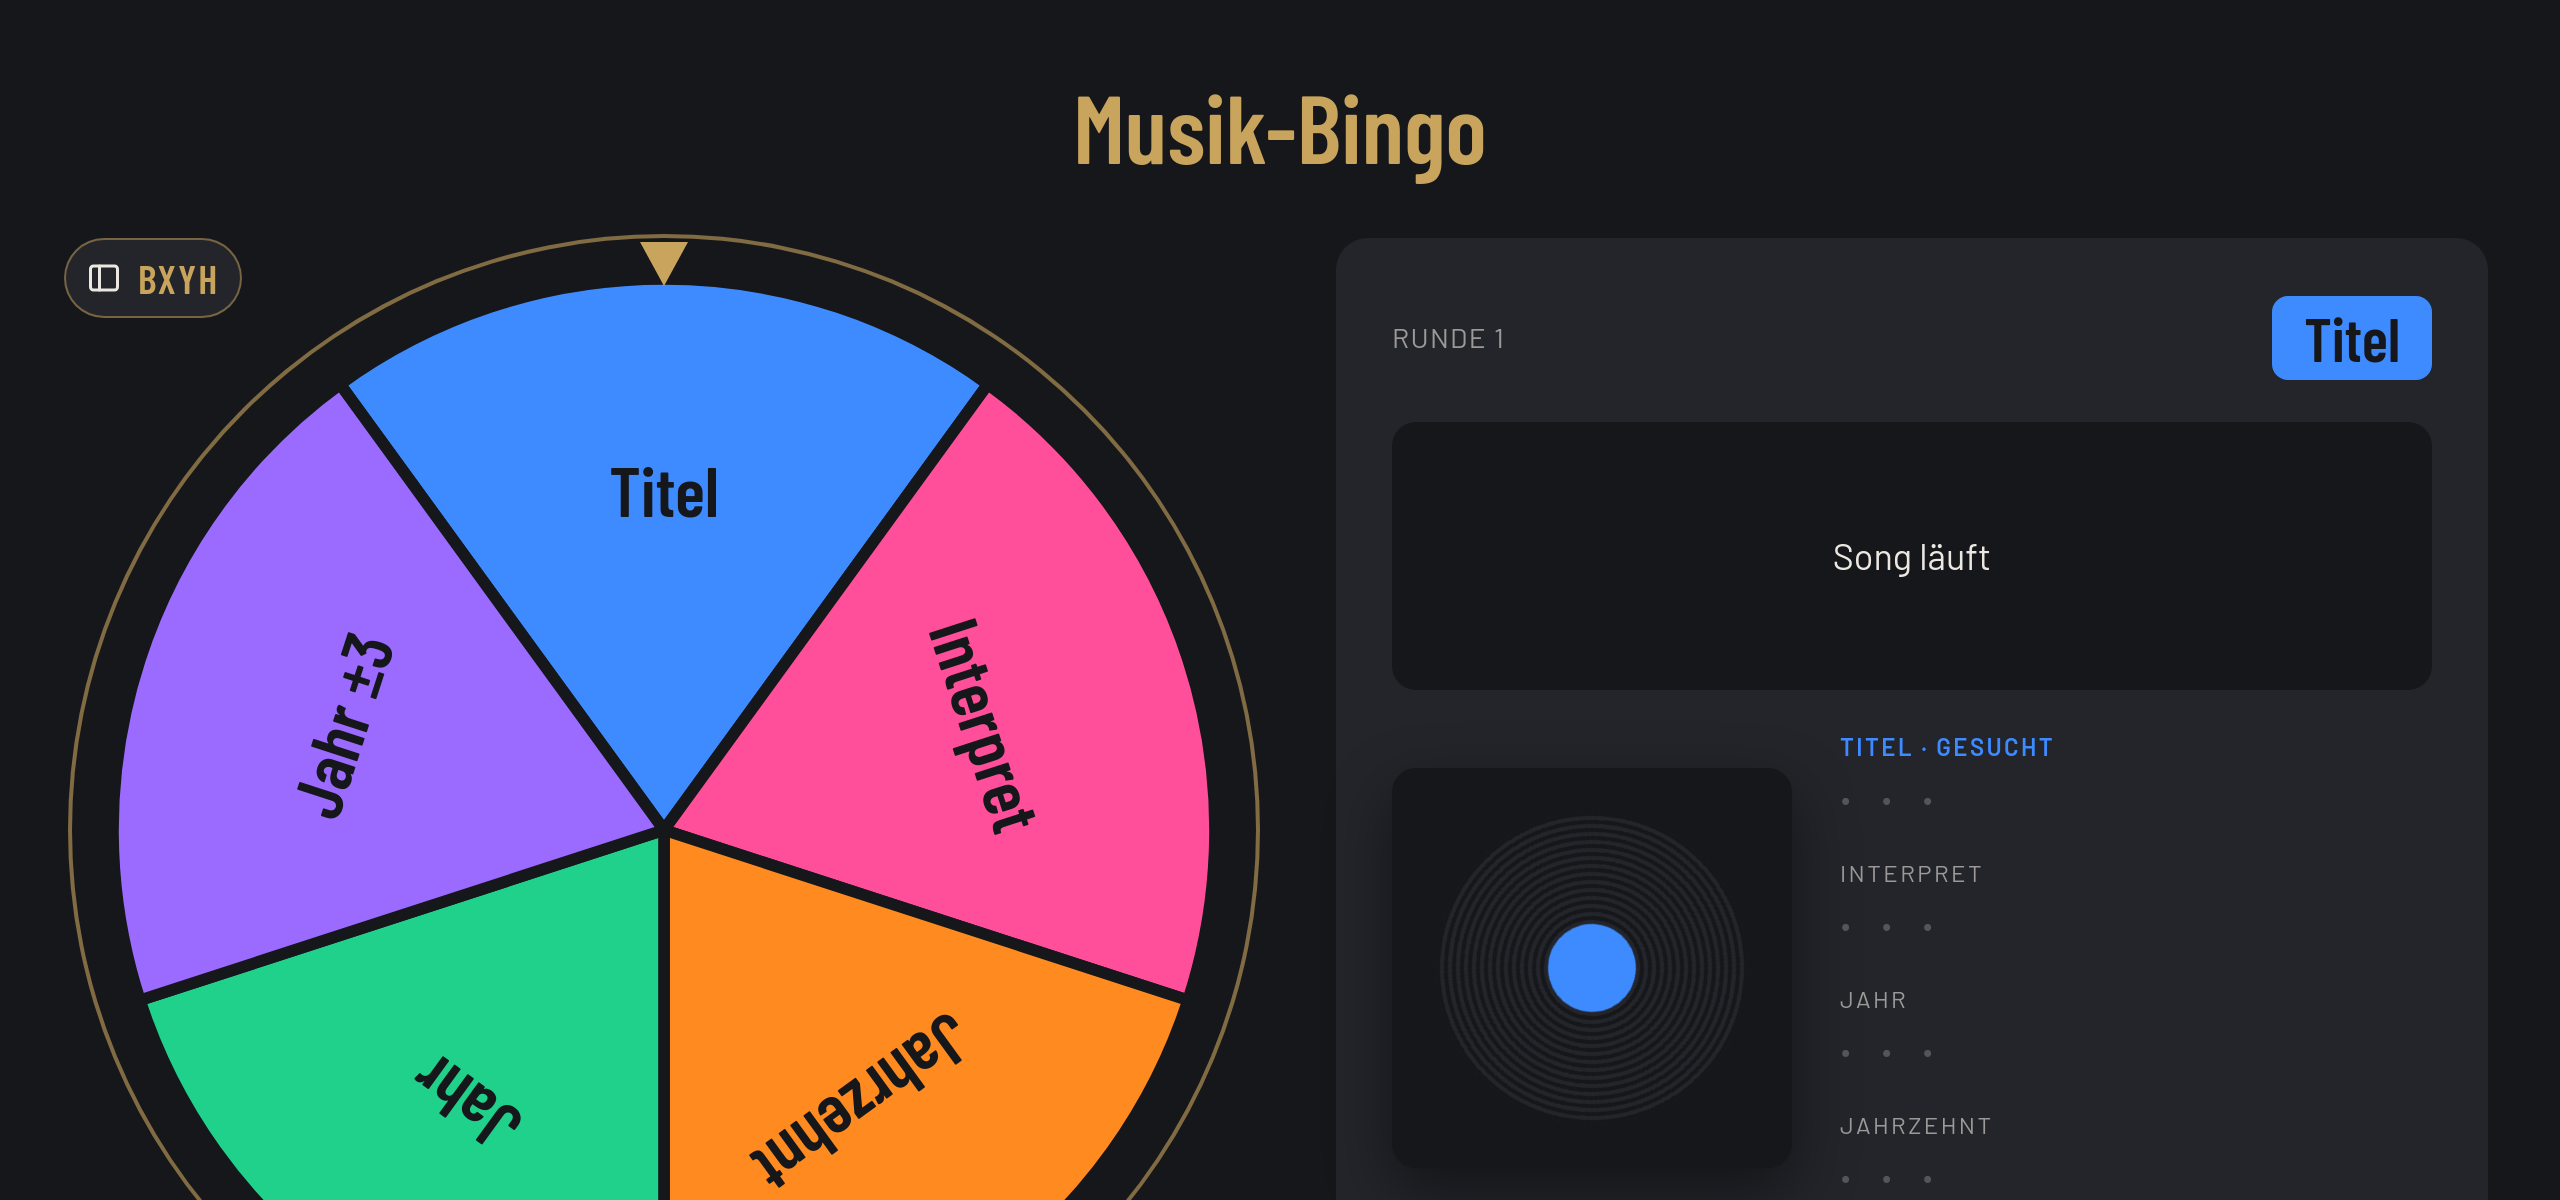 Musik-Bingo
BXYH
Titel
Interpret
Jahrzehnt
Jahr
Jahr ±3
RUNDE 1
Titel
Song läuft
TITEL · GESUCHT
• • •
INTERPRET
• • •
JAHR
• • •
JAHRZEHNT
• • •